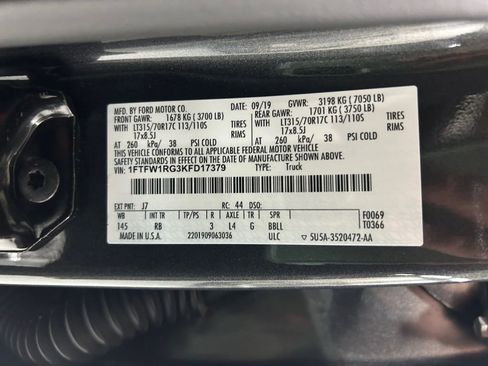 MFD. BY FORD MOTOR CO. 09/19 GVWR: 3198 KG ( 7050 LB)
FRONT GAWR: 1678 KG ( 3700 LB) REAR GAWR: 1701 KG ( 3750 LB)
WITH LT315/70R17C 113/110S TIRES WITH LT315/70R17C 113/110S TIRES
17x8.5J RIMS 17x8.5J RIMS
AT 260 kPa/ 38 PSI COLD AT 260 kPa/ 38 PSI COLD
THIS VEHICLE CONFORMS TO ALL APPLICABLE FEDERAL MOTOR VEHICLE
SAFETY AND THEFT PREVENTION STANDARDS IN EFFECT ON THE DATE OF MANUFACTURE SHOWN ABOVE.
VIN: 1FTFW1RG3KFD17379 TYPE: Truck
EXT PNT: J7 RC: 44 DSO: F0069
WB INT TR TP/PS R AXLE TR SPR T0366
145 RB 3 L4 G BBLL
MADE IN U.S.A. 2201909063036 ULC 5U5A-3520472-AA